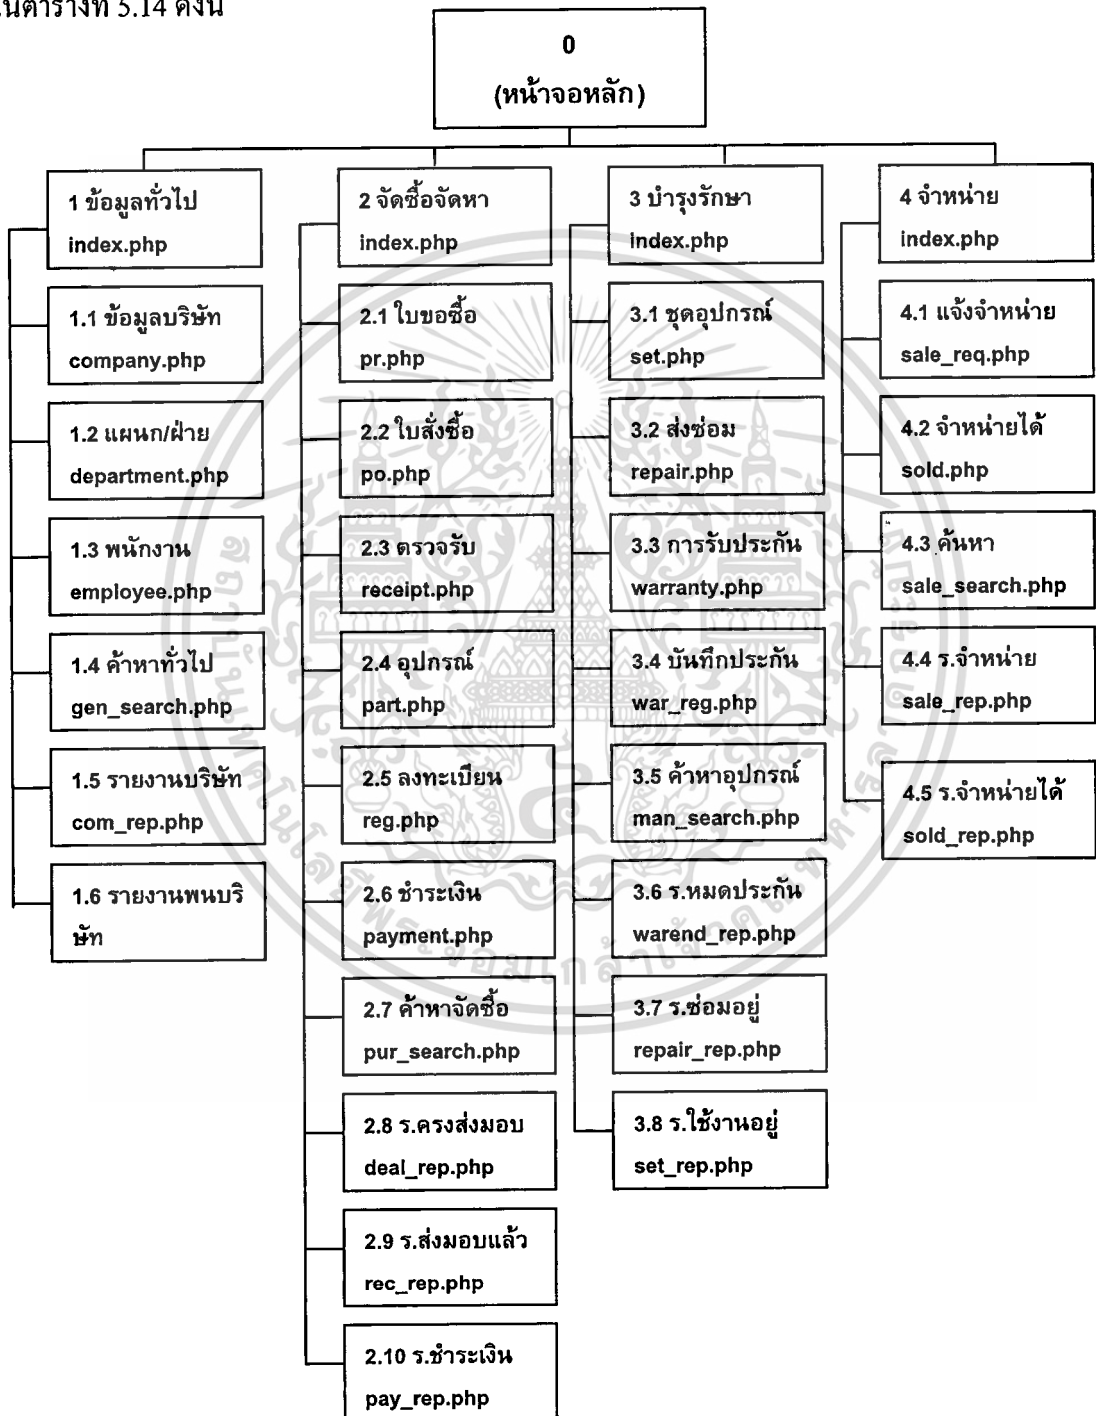 นตารางที่ 5.14 ดังนี้
0
(หน้าจอหลัก)
1 ข้อมูลทั่วไป
index.php
1.1 ข้อมูลบริษัท
company.php
1.2 แผนก/ฝ่าย
department.php
1.3 พนักงาน
employee.php
1.4 ค้าหาทั่วไป
gen_search.php
1.5 รายงานบริษัท
com_rep.php
1.6 รายงานพนบริ
ษัท
2 จัดซื้อจัดหา
index.php
2.1 ใบขอซื้อ
pr.php
2.2 ใบสั่งซื้อ
po.php
2.3 ตรวจรับ
receipt.php
2.4 อุปกรณ์
part.php
2.5 ลงทะเบียน
reg.php
2.6 ชำระเงิน
payment.php
2.7 ค้าหาจัดซื้อ
pur_search.php
2.8 ร.ครงส่งมอบ
deal_rep.php
2.9 ร.ส่งมอบแล้ว
rec_rep.php
2.10 ร.ชำระเงิน
pay_rep.php
3 บำรุงรักษา
index.php
3.1 ชุดอุปกรณ์
set.php
3.2 ส่งซ่อม
repair.php
3.3 การรับประกัน
warranty.php
3.4 บันทึกประกัน
war_reg.php
3.5 ค้าหาอุปกรณ์
man_search.php
3.6 ร.หมดประกัน
warend_rep.php
3.7 ร.ซ่อมอยู่
repair_rep.php
3.8 ร.ใช้งานอยู่
set_rep.php
4 จำหน่าย
index.php
4.1 แจ้งจำหน่าย
sale_req.php
4.2 จำหน่ายได้
sold.php
4.3 ค้นหา
sale_search.php
4.4 ร.จำหน่าย
sale_rep.php
4.5 ร.จำหน่ายได้
sold_rep.php